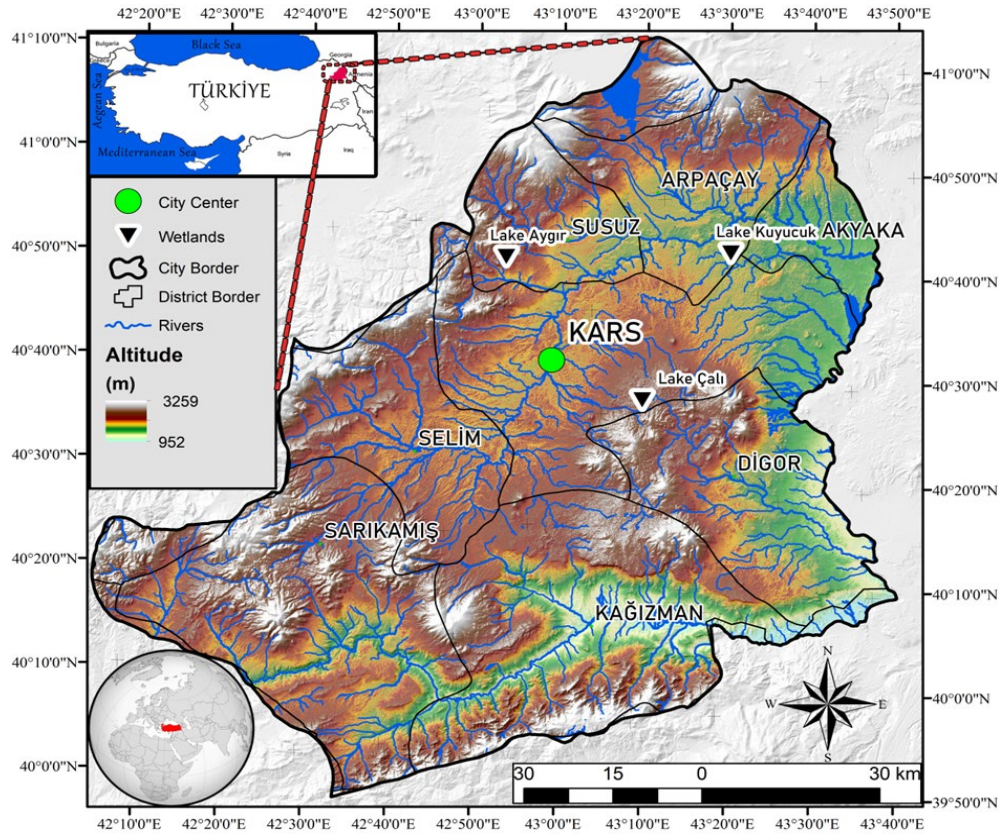 42°20'0"E 42°30'0"E 42°40'0"E 42°50'0"E 43°0'0"E 43°10'0"E 43°20'0"E 43°30'0"E 43°40'0"E 43°50'0"E
41°10'0"N
41°0'0"N
40°50'0"N
40°40'0"N
40°30'0"N
40°20'0"N
40°10'0"N
40°0'0"N
Bulgaria
Black Sea
Georgia
Armenia
Aegean Sea
TÜRKİYE
Iran
Mediterranean Sea
Syria
Iraq
City Center
Wetlands
City Border
District Border
Rivers
Altitude
(m)
3259
952
ARPAÇAY
SUSUZ
Lake Aygır
Lake Kuyucuk
AKYAKA
KARS
Lake Çalı
SELİM
DİGOR
SARIKAMIŞ
KAĞIZMAN
N
W
E
S
30 15 0 30 km
41°0'0"N
40°50'0"N
40°40'0"N
40°30'0"N
40°20'0"N
40°10'0"N
40°0'0"N
39°50'0"N
42°10'0"E 42°20'0"E 42°30'0"E 42°40'0"E 42°50'0"E 43°0'0"E 43°10'0"E 43°20'0"E 43°30'0"E 43°40'0"E